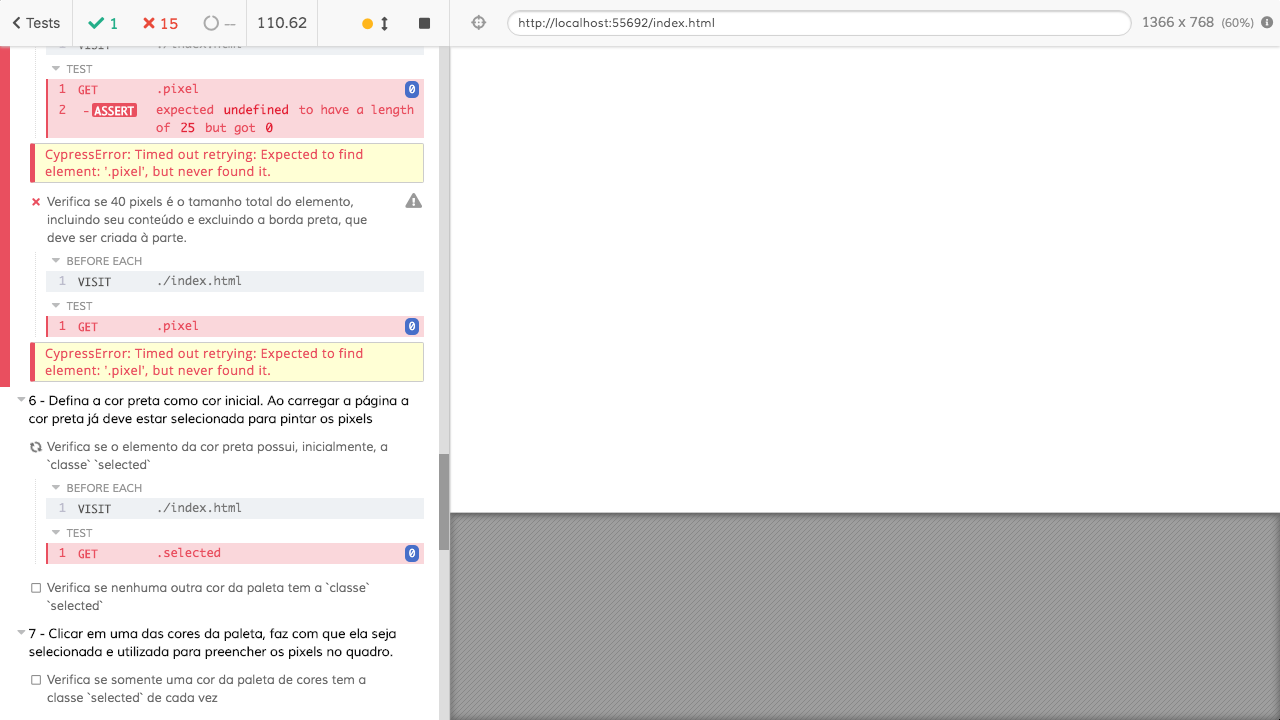 Tests 1 15 -- 110.62 http://localhost:55692/index.html 1366 x 768 (60%)
1 VISIT ./index.html
TEST
1 GET .pixel 0
2 -ASSERT expected undefined to have a length
of 25 but got 0
CypressError: Timed out retrying: Expected to find
element: '.pixel', but never found it.
Verifica se 40 pixels é o tamanho total do elemento,
incluindo seu conteúdo e excluindo a borda preta, que
deve ser criada à parte.
BEFORE EACH
1 VISIT ./index.html
TEST
1 GET .pixel 0
CypressError: Timed out retrying: Expected to find
element: '.pixel', but never found it.
6 - Defina a cor preta como cor inicial. Ao carregar a página a
cor preta já deve estar selecionada para pintar os pixels
Verifica se o elemento da cor preta possui, inicialmente, a
`classe` `selected`
BEFORE EACH
1 VISIT ./index.html
TEST
1 GET .selected 0
Verifica se nenhuma outra cor da paleta tem a `classe`
`selected`
7 - Clicar em uma das cores da paleta, faz com que ela seja
selecionada e utilizada para preencher os pixels no quadro.
Verifica se somente uma cor da paleta de cores tem a
classe `selected` de cada vez